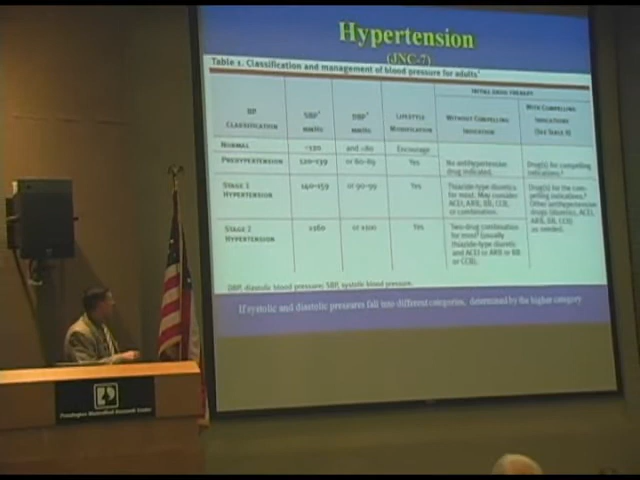 Hypertension
(JNC-7)
Table 1. Classification and management of blood pressure for adults*
INITIAL DRUG THERAPY
BP CLASSIFICATION SBP* MMHG DBP* MMHG LIFESTYLE MODIFICATION WITHOUT COMPELLING INDICATION WITH COMPELLING INDICATIONS (SEE TABLE 8)
NORMAL <120 and <80 Encourage
PREHYPERTENSION 120–139 or 80–89 Yes No antihypertensive drug indicated. Drug(s) for compelling indications.‡
STAGE 1 HYPERTENSION 140–159 or 90–99 Yes Thiazide-type diuretics for most. May consider ACEI, ARB, BB, CCB, or combination. Drug(s) for the compelling indications.‡ Other antihypertensive drugs (diuretics, ACEI, ARB, BB, CCB) as needed.
STAGE 2 HYPERTENSION ≥160 or ≥100 Yes Two-drug combination for most† (usually thiazide-type diuretic and ACEI or ARB or BB or CCB).
DBP, diastolic blood pressure; SBP, systolic blood pressure.
If systolic and diastolic pressures fall into different categories, determined by the higher category
Pennington Biomedical Research Center